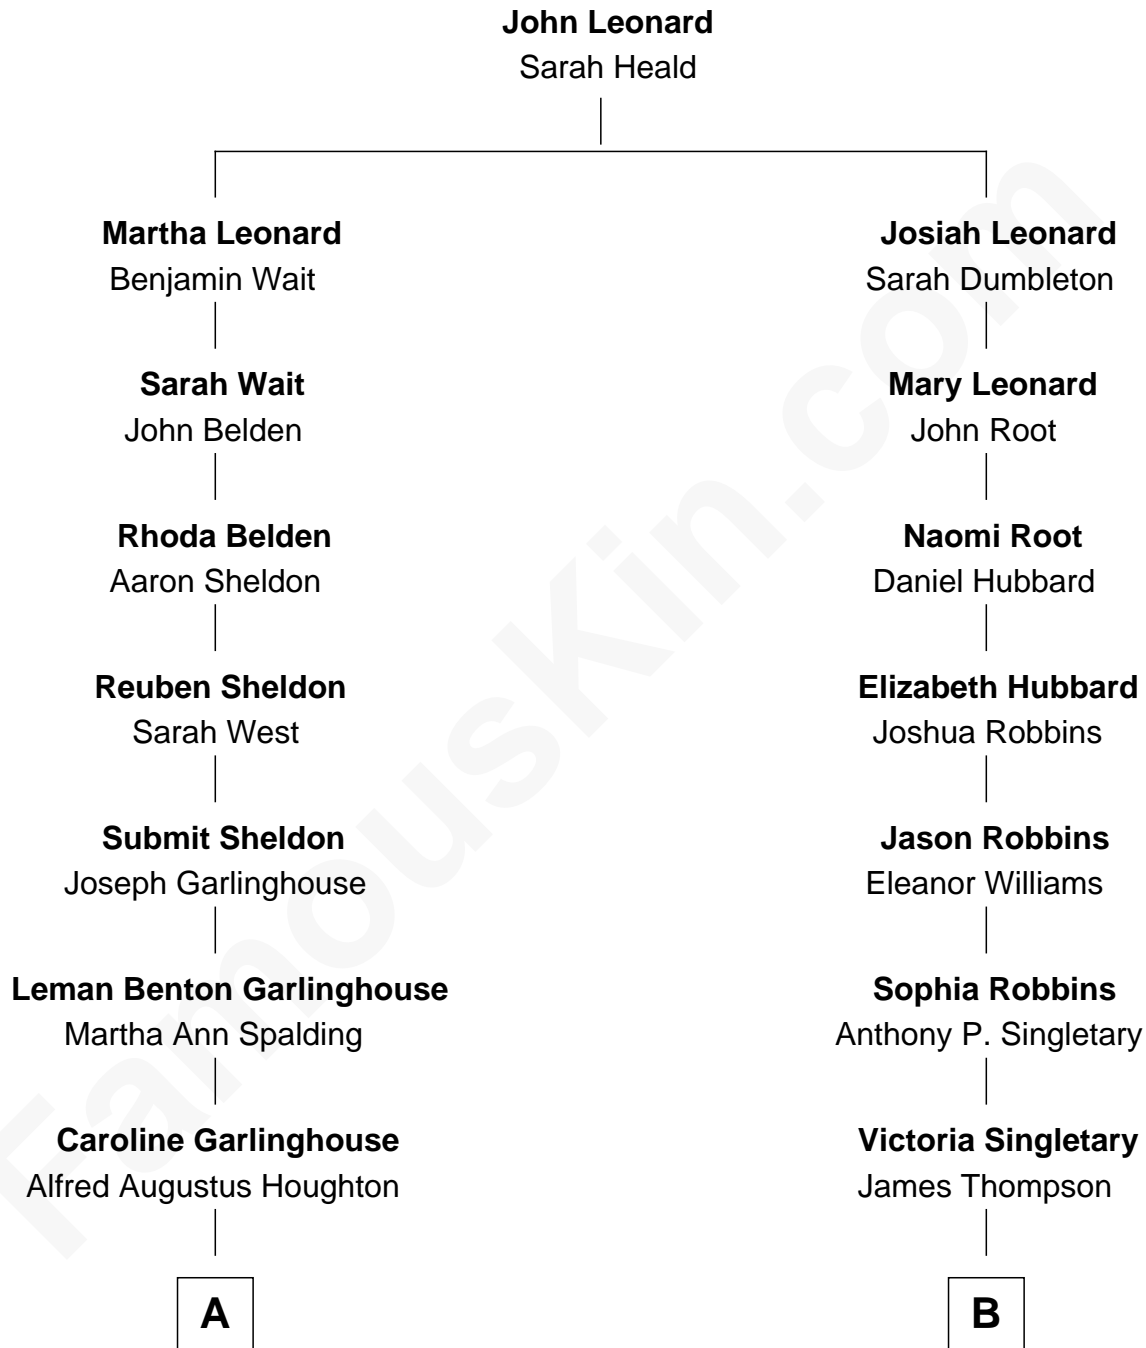 John Leonard
Sarah Heald
Martha Leonard
Benjamin Wait
Sarah Wait
John Belden
Rhoda Belden
Aaron Sheldon
Reuben Sheldon
Sarah West
Submit Sheldon
Joseph Garlinghouse
Leman Benton Garlinghouse
Martha Ann Spalding
Caroline Garlinghouse
Alfred Augustus Houghton
A
Josiah Leonard
Sarah Dumbleton
Mary Leonard
John Root
Naomi Root
Daniel Hubbard
Elizabeth Hubbard
Joshua Robbins
Jason Robbins
Eleanor Williams
Sophia Robbins
Anthony P. Singletary
Victoria Singletary
James Thompson
B
FamousKin.com